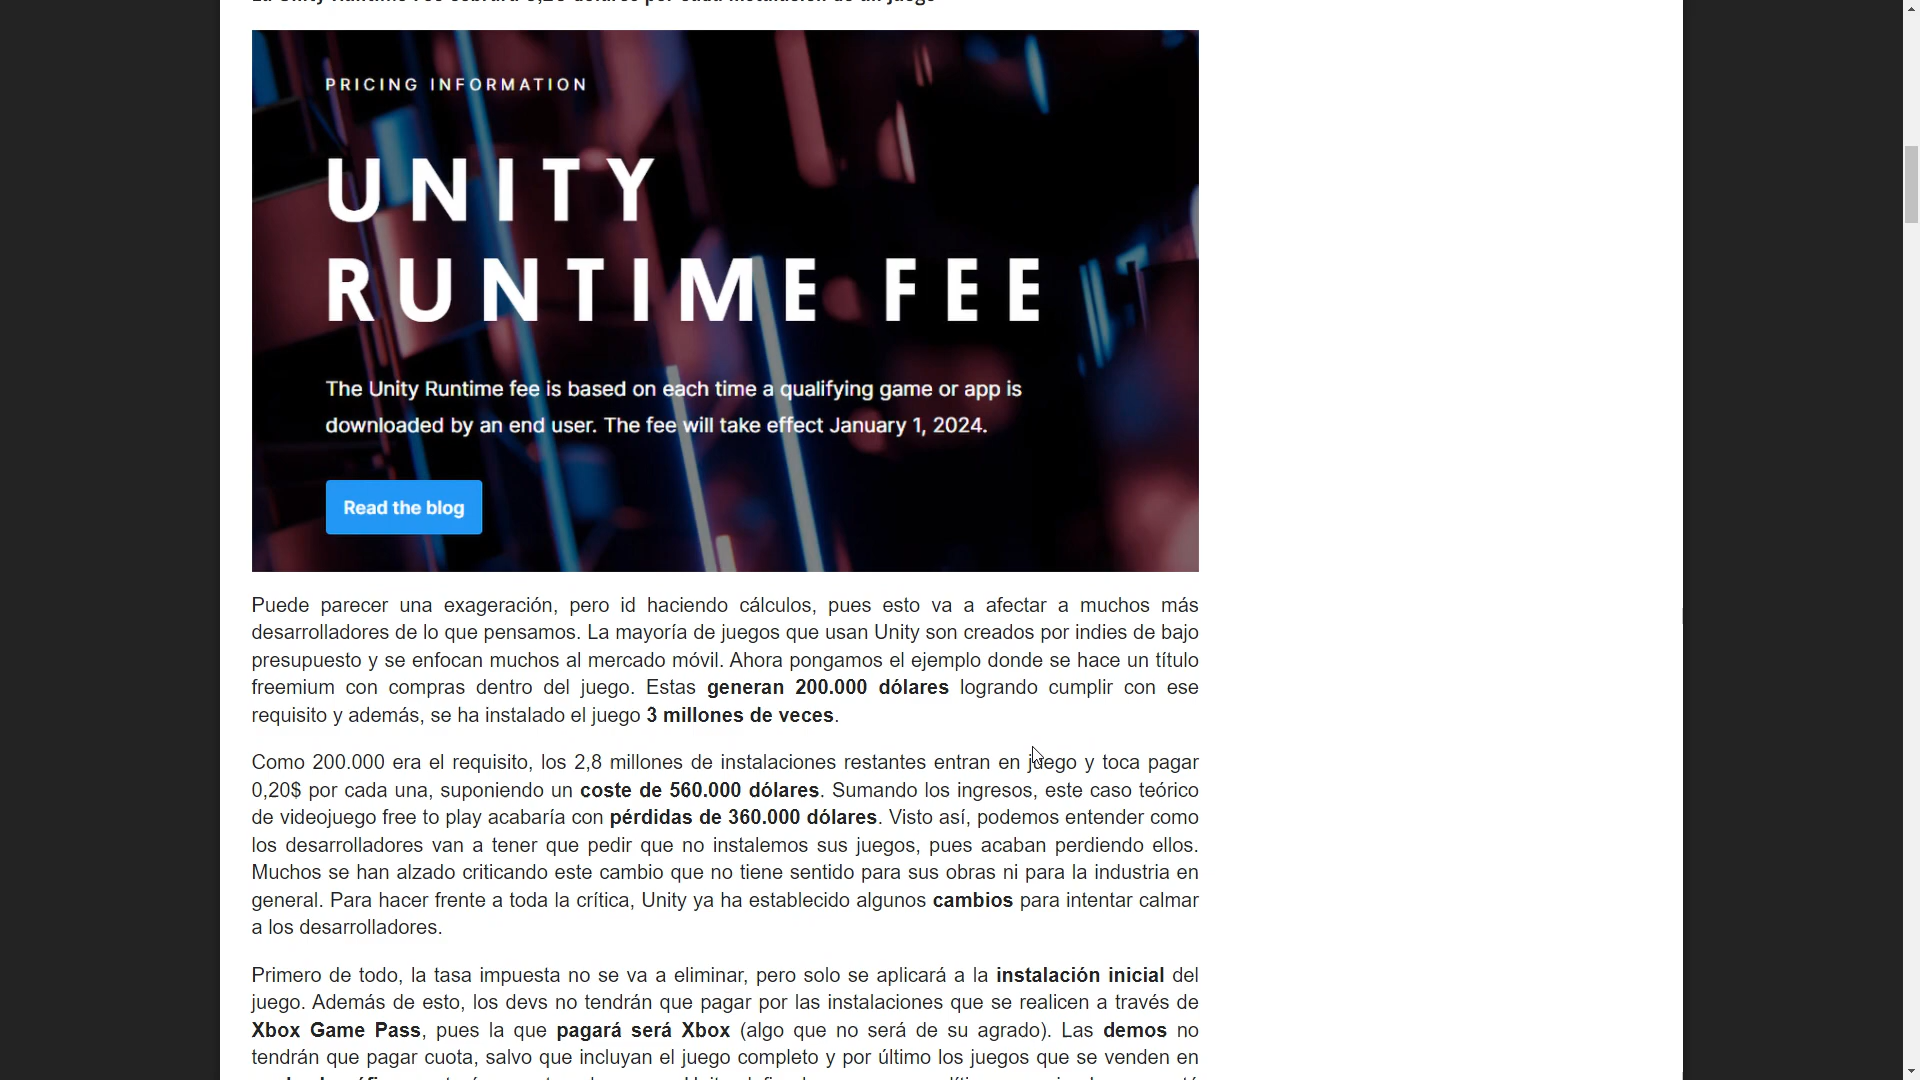 PRICING INFORMATION
UNITY
RUNTIME FEE
The Unity Runtime fee is based on each time a qualifying game or app is
downloaded by an end user. The fee will take effect January 1, 2024.
Read the blog
Puede parecer una exageración, pero id haciendo cálculos, pues esto va a afectar a muchos más
desarrolladores de lo que pensamos. La mayoría de juegos que usan Unity son creados por indies de bajo
presupuesto y se enfocan muchos al mercado móvil. Ahora pongamos el ejemplo donde se hace un título
freemium con compras dentro del juego. Estas generan 200.000 dólares logrando cumplir con ese
requisito y además, se ha instalado el juego 3 millones de veces.
Como 200.000 era el requisito, los 2,8 millones de instalaciones restantes entran en juego y toca pagar
0,20$ por cada una, suponiendo un coste de 560.000 dólares. Sumando los ingresos, este caso teórico
de videojuego free to play acabaría con pérdidas de 360.000 dólares. Visto así, podemos entender como
los desarrolladores van a tener que pedir que no instalemos sus juegos, pues acaban perdiendo ellos.
Muchos se han alzado criticando este cambio que no tiene sentido para sus obras ni para la industria en
general. Para hacer frente a toda la crítica, Unity ya ha establecido algunos cambios para intentar calmar
a los desarrolladores.
Primero de todo, la tasa impuesta no se va a eliminar, pero solo se aplicará a la instalación inicial del
juego. Además de esto, los devs no tendrán que pagar por las instalaciones que se realicen a través de
Xbox Game Pass, pues la que pagará será Xbox (algo que no será de su agrado). Las demos no
tendrán que pagar cuota, salvo que incluyan el juego completo y por último los juegos que se venden en